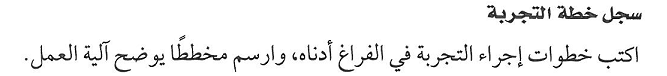 سجل خطة التجربة
اكتب خطوات إجراء التجربة في الفراغ أدناه، وارسم مخططًا يوضح آلية العمل.